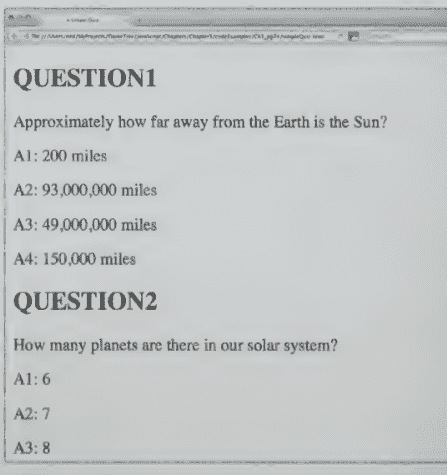 A Simple Quiz
QUESTION1
Approximately how far away from the Earth is the Sun?
A1: 200 miles
A2: 93,000,000 miles
A3: 49,000,000 miles
A4: 150,000 miles
QUESTION2
How many planets are there in our solar system?
A1: 6
A2: 7
A3: 8